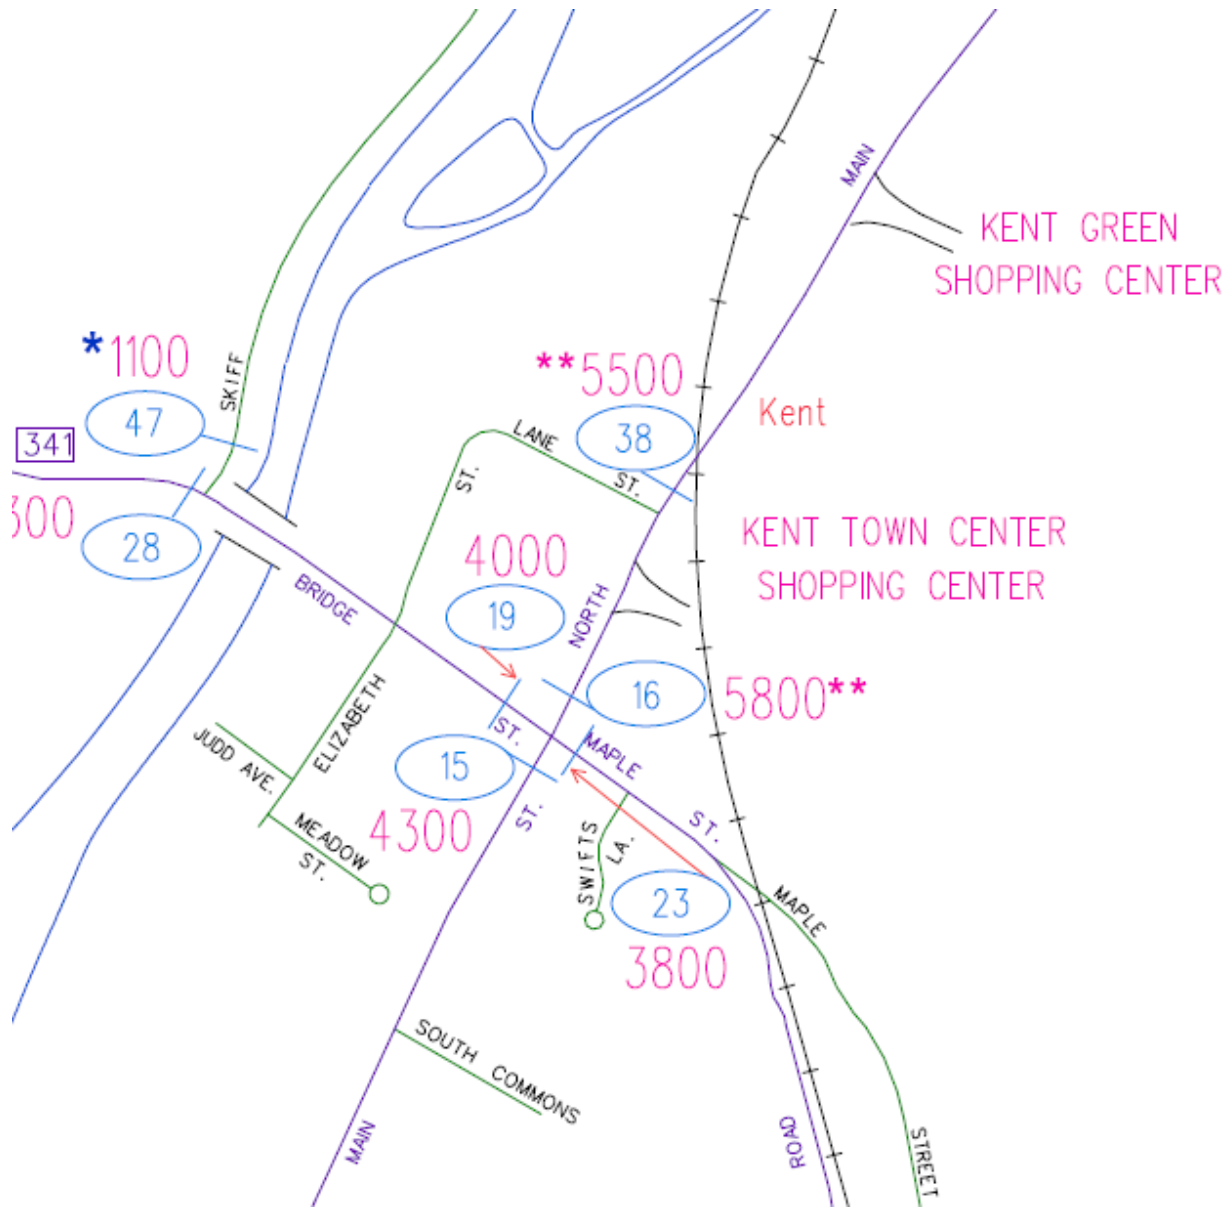 MAIN
KENT GREEN
SHOPPING CENTER
*1100
SKIFF
**5500
47
341
Kent
LANE
ST.
38
ST.
300
28
KENT TOWN CENTER
SHOPPING CENTER
4000
BRIDGE
19
NORTH
16
5800**
ELIZABETH
JUDD AVE.
ST.
MAPLE
15
ST.
ST.
4300
MEADOW
ST.
SWIFTS
LA.
23
MAPLE
3800
SOUTH COMMONS
MAIN
ROAD
STREET